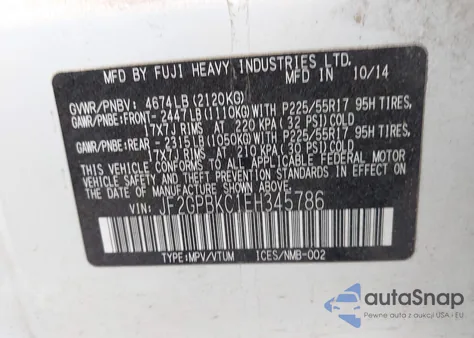 MFD BY FUJI HEAVY INDUSTRIES LTD.
10/14
GVWR/PNBV: 4674LB (2120KG)
GAWR/PNBE:FRONT- 2447LB (1110KG)WITH P225/55R17 95H TIRES,
17X7J RIMS AT 220 KPA (32 PSI)COLD
GAWR/PNBE:REAR - 2315LB (1050KG)WITH P225/55R17 95H TIRES,
17X7J RIMS AT 210 KPA (30 PSI)COLD
THIS VEHICLE CONFORMS TO ALL APPLICABLE FEDERAL MOTOR
VEHICLE SAFETY AND THEFT PREVENTION STANDARDS IN EFFECT ON
THE DATE OF MANUFACTURE SHOWN ABOVE.
VIN: JF2GPBKC1EH345786
TYPE:MPV/VTUM ICES/NMB-002
autoSnap
Pewne auta z aukcji USA i EU